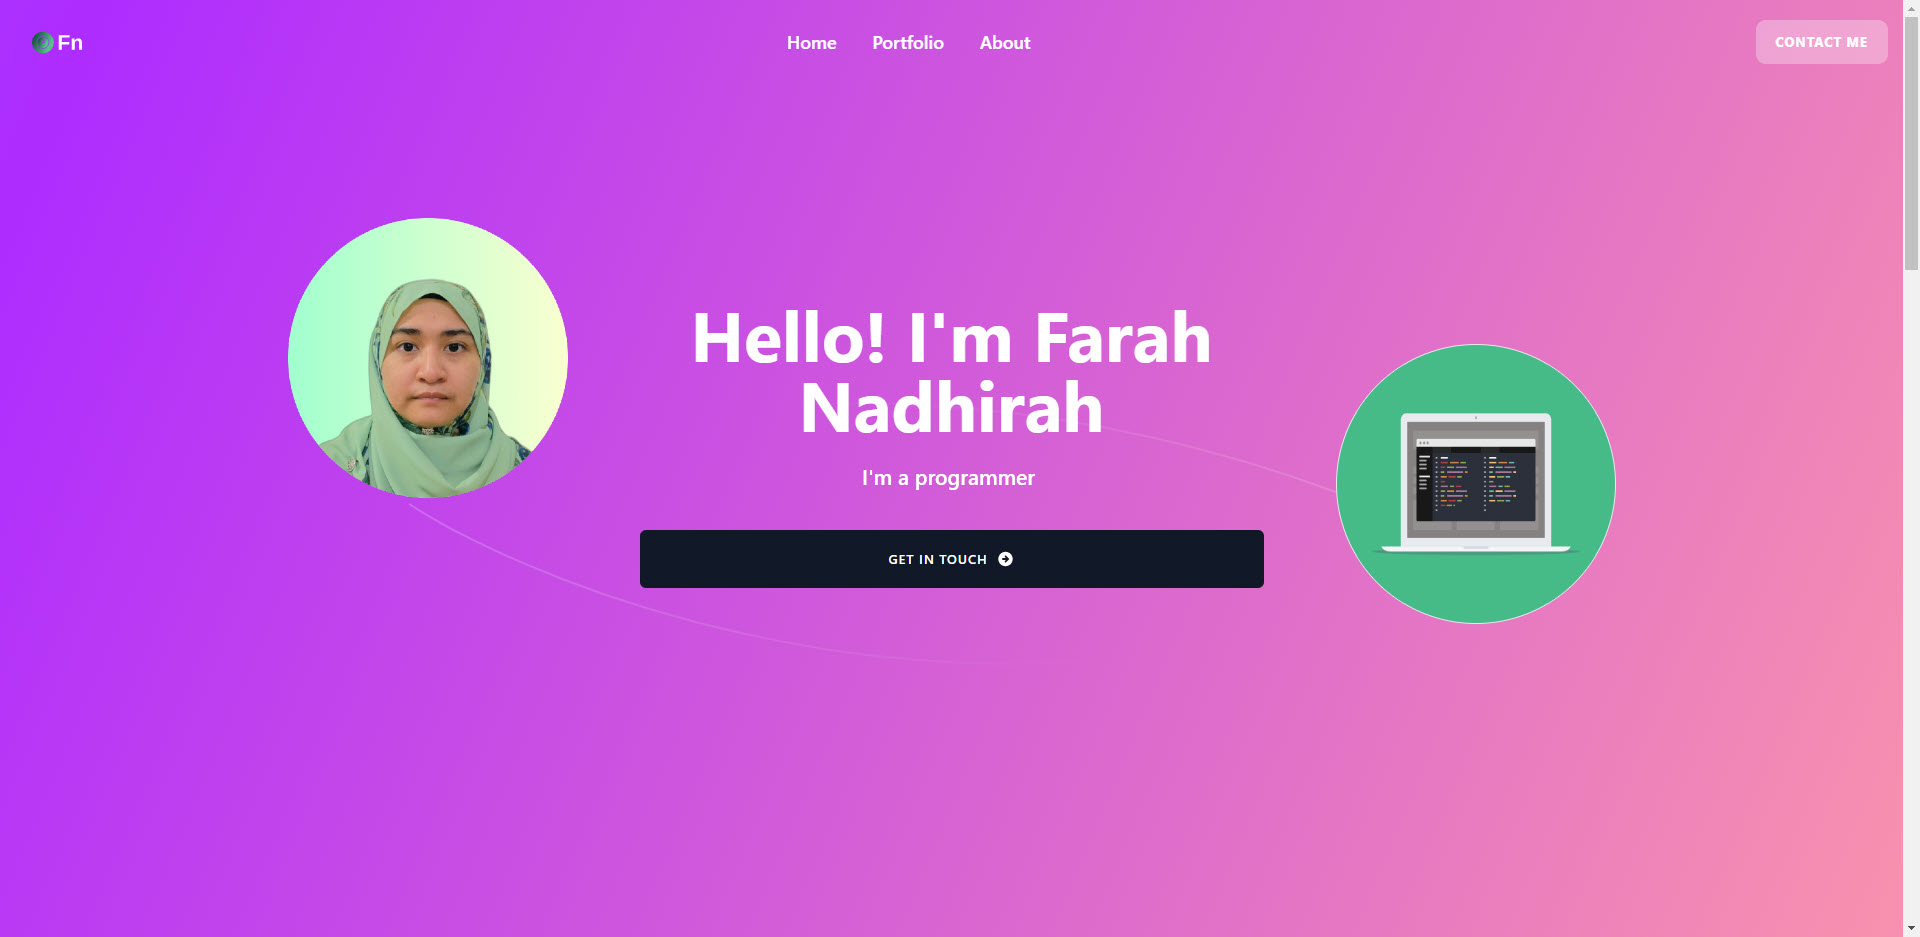 Fn
Home
Portfolio
About
CONTACT ME
Hello! I'm Farah
Nadhirah
I'm a programmer
GET IN TOUCH